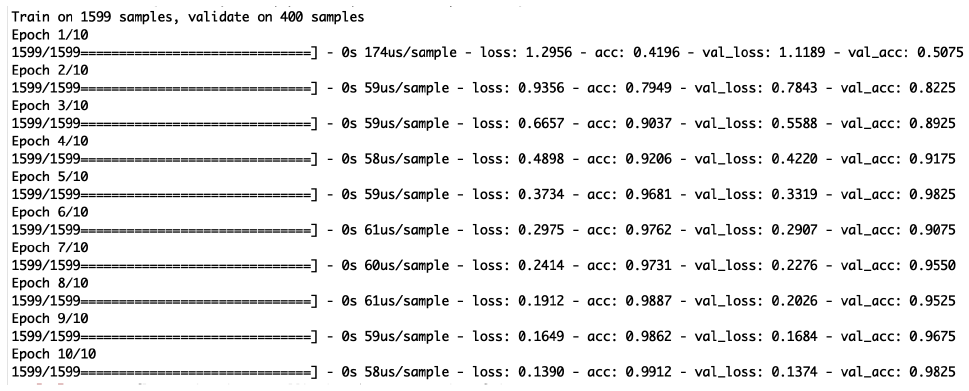 Train on 1599 samples, validate on 400 samples
Epoch 1/10
1599/1599==============================] - 0s 174us/sample - loss: 1.2956 - acc: 0.4196 - val_loss: 1.1189 - val_acc: 0.5075
Epoch 2/10
1599/1599==============================] - 0s 59us/sample - loss: 0.9356 - acc: 0.7949 - val_loss: 0.7843 - val_acc: 0.8225
Epoch 3/10
1599/1599==============================] - 0s 59us/sample - loss: 0.6657 - acc: 0.9037 - val_loss: 0.5588 - val_acc: 0.8925
Epoch 4/10
1599/1599==============================] - 0s 58us/sample - loss: 0.4898 - acc: 0.9206 - val_loss: 0.4220 - val_acc: 0.9175
Epoch 5/10
1599/1599==============================] - 0s 59us/sample - loss: 0.3734 - acc: 0.9681 - val_loss: 0.3319 - val_acc: 0.9825
Epoch 6/10
1599/1599==============================] - 0s 61us/sample - loss: 0.2975 - acc: 0.9762 - val_loss: 0.2907 - val_acc: 0.9075
Epoch 7/10
1599/1599==============================] - 0s 60us/sample - loss: 0.2414 - acc: 0.9731 - val_loss: 0.2276 - val_acc: 0.9550
Epoch 8/10
1599/1599==============================] - 0s 61us/sample - loss: 0.1912 - acc: 0.9887 - val_loss: 0.2026 - val_acc: 0.9525
Epoch 9/10
1599/1599==============================] - 0s 59us/sample - loss: 0.1649 - acc: 0.9862 - val_loss: 0.1684 - val_acc: 0.9675
Epoch 10/10
1599/1599==============================] - 0s 58us/sample - loss: 0.1390 - acc: 0.9912 - val_loss: 0.1374 - val_acc: 0.9825